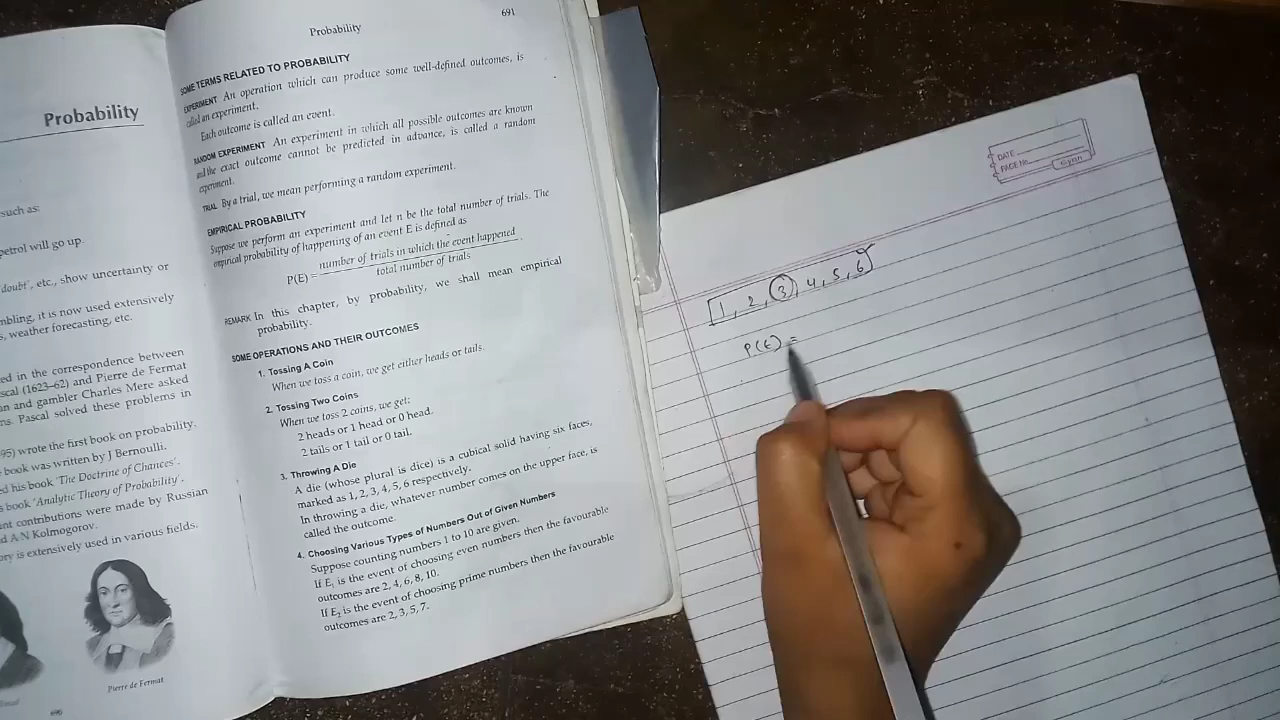 Probability
such as:
petrol will go up.
doubt', etc., show uncertainty or
mbling, it is now used extensively
s, weather forecasting, etc.
ed in the correspondence between
scal (1623–62) and Pierre de Fermat
an and gambler Charles Mere asked
ns. Pascal solved these problems in
95) wrote the first book on probability.
book was written by J Bernoulli.
ed his book 'The Doctrine of Chances'.
s book 'Analytic Theory of Probability'.
nt contributions were made by Russian
d A.N Kolmogorov.
ory is extensively used in various fields.
Pierre de Fermat
Probability
691
SOME TERMS RELATED TO PROBABILITY
EXPERIMENT An operation which can produce some well-defined outcomes, is
called an experiment.
Each outcome is called an event.
RANDOM EXPERIMENT An experiment in which all possible outcomes are known
and the exact outcome cannot be predicted in advance, is called a random
experiment.
TRIAL By a trial, we mean performing a random experiment.
EMPIRICAL PROBABILITY
Suppose we perform an experiment and let n be the total number of trials. The
empirical probability of happening of an event E is defined as
P(E) = number of trials in which the event happened
total number of trials .
REMARK In this chapter, by probability, we shall mean empirical
probability.
SOME OPERATIONS AND THEIR OUTCOMES
1. Tossing A Coin
When we toss a coin, we get either heads or tails.
2. Tossing Two Coins
When we toss 2 coins, we get:
2 heads or 1 head or 0 head.
2 tails or 1 tail or 0 tail.
3. Throwing A Die
A die (whose plural is dice) is a cubical solid having six faces,
marked as 1, 2, 3, 4, 5, 6 respectively.
In throwing a die, whatever number comes on the upper face, is
called the outcome.
4. Choosing Various Types of Numbers Out of Given Numbers
Suppose counting numbers 1 to 10 are given.
If E₁ is the event of choosing even numbers then the favourable
outcomes are 2, 4, 6, 8, 10.
If E₂ is the event of choosing prime numbers then the favourable
outcomes are 2, 3, 5, 7.
DATE
PAGE No.
1, 2, 3, 4, 5, 6
P(E) =